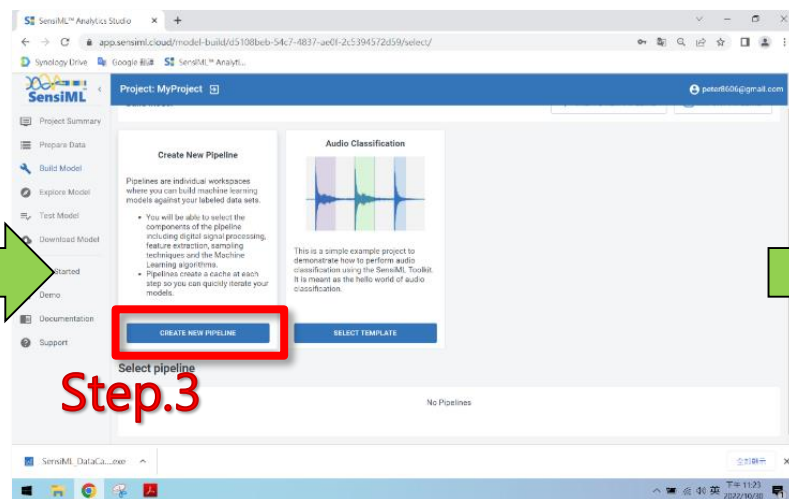 SensiML™ Analytics Studio
app.sensiml.cloud/model-build/d5108beb-54c7-4837-ae0f-2c5394572d59/select/
Synology Drive
Google 翻譯
SensiML™ Analyti...
SensiML
Project: MyProject
peter8606@gmail.com
Project Summary
Prepare Data
Build Model
Explore Model
Test Model
Download Model
Started
Demo
Documentation
Support
Create New Pipeline
Pipelines are individual workspaces
where you can build machine learning
models against your labeled data sets.
• You will be able to select the
components of the pipeline
including digital signal processing,
feature extraction, sampling
techniques and the Machine
Learning algorithms.
• Pipelines create a cache at each
step so you can quickly iterate your
models.
CREATE NEW PIPELINE
Audio Classification
This is a simple example project to
demonstrate how to perform audio
classification using the SensiML Toolkit.
It is meant as the hello world of audio
classification.
SELECT TEMPLATE
Select pipeline
Step.3
No Pipelines
SensiML_DataCa....exe
全部顯示
英
下午 11:23
2022/10/30